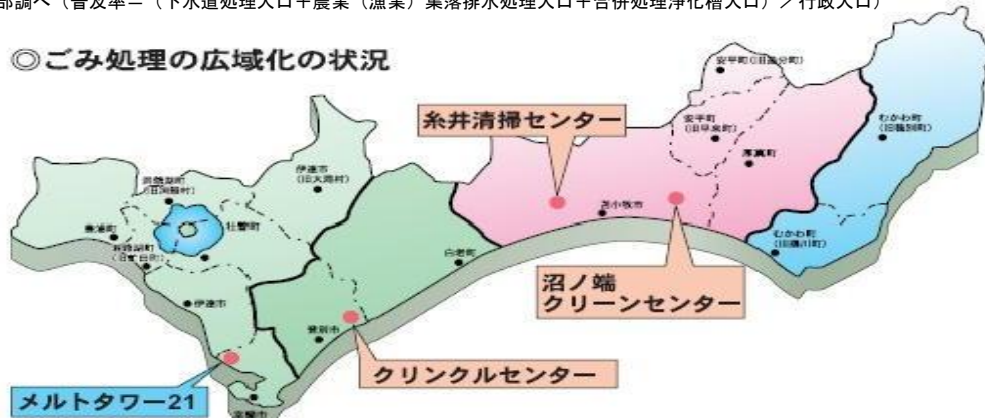 部調べ（普及率＝（下水道処理人口＋農業（漁業）集落排水処理人口＋合併処理浄化槽人口）／行政人口）
◎ごみ処理の広域化の状況
安平町(旧追分町)
糸井清掃センター
安平町
(旧早来町)
むかわ町
(旧穂別町)
厚真町
洞爺湖町
(旧洞爺村)
伊達市
(旧大滝村)
苫小牧市
豊浦町
壮瞥町
洞爺湖町
(旧虻田町)
むかわ町
(旧鵡川町)
白老町
沼ノ端
クリーンセンター
伊達市
登別市
クリンクルセンター
メルトタワー21
室蘭市